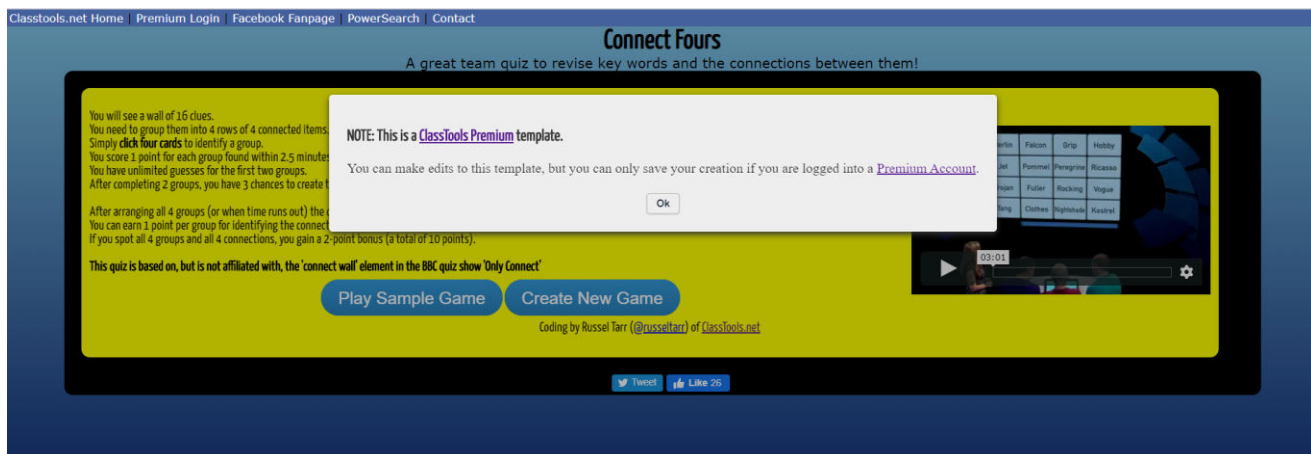 Classtools.net Home | Premium Login | Facebook Fanpage | PowerSearch | Contact
Connect Fours
A great team quiz to revise key words and the connections between them!
You will see a wall of 16 clues.
You need to group them into 4 rows of 4 connected items.
Simply click four cards to identify a group.
You score 1 point for each group found within 2.5 minutes
You have unlimited guesses for the first two groups.
After completing 2 groups, you have 3 chances to create t
After arranging all 4 groups (or when time runs out) the
You can earn 1 point per group for identifying the connect
If you spot all 4 groups and all 4 connections, you gain a 2-point bonus (a total of 10 points).
This quiz is based on, but is not affiliated with, the 'connect wall' element in the BBC quiz show 'Only Connect'
NOTE: This is a ClassTools Premium template.
You can make edits to this template, but you can only save your creation if you are logged into a Premium Account.
Ok
Falcon Grip Hobby
Jet Pommel Peregrine Ricasso
Fuller Rocking Vogue
Tang Clothes Nightshade Kestrel
03:01
Play Sample Game
Create New Game
Coding by Russel Tarr (@russeltarr) of ClassTools.net
Tweet
Like 26